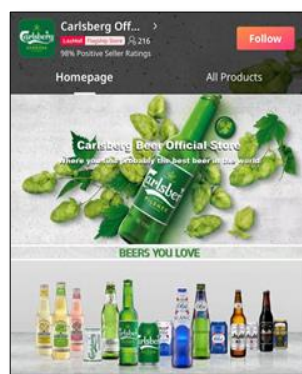 Carlsberg Off... >
LazMall Flagship Store 216
98% Positive Seller Ratings
Follow
Homepage
All Products
Carlsberg Beer Official Store
Where you find probably the best beer in the world
Carlsberg
PILSNER
BEERS YOU LOVE